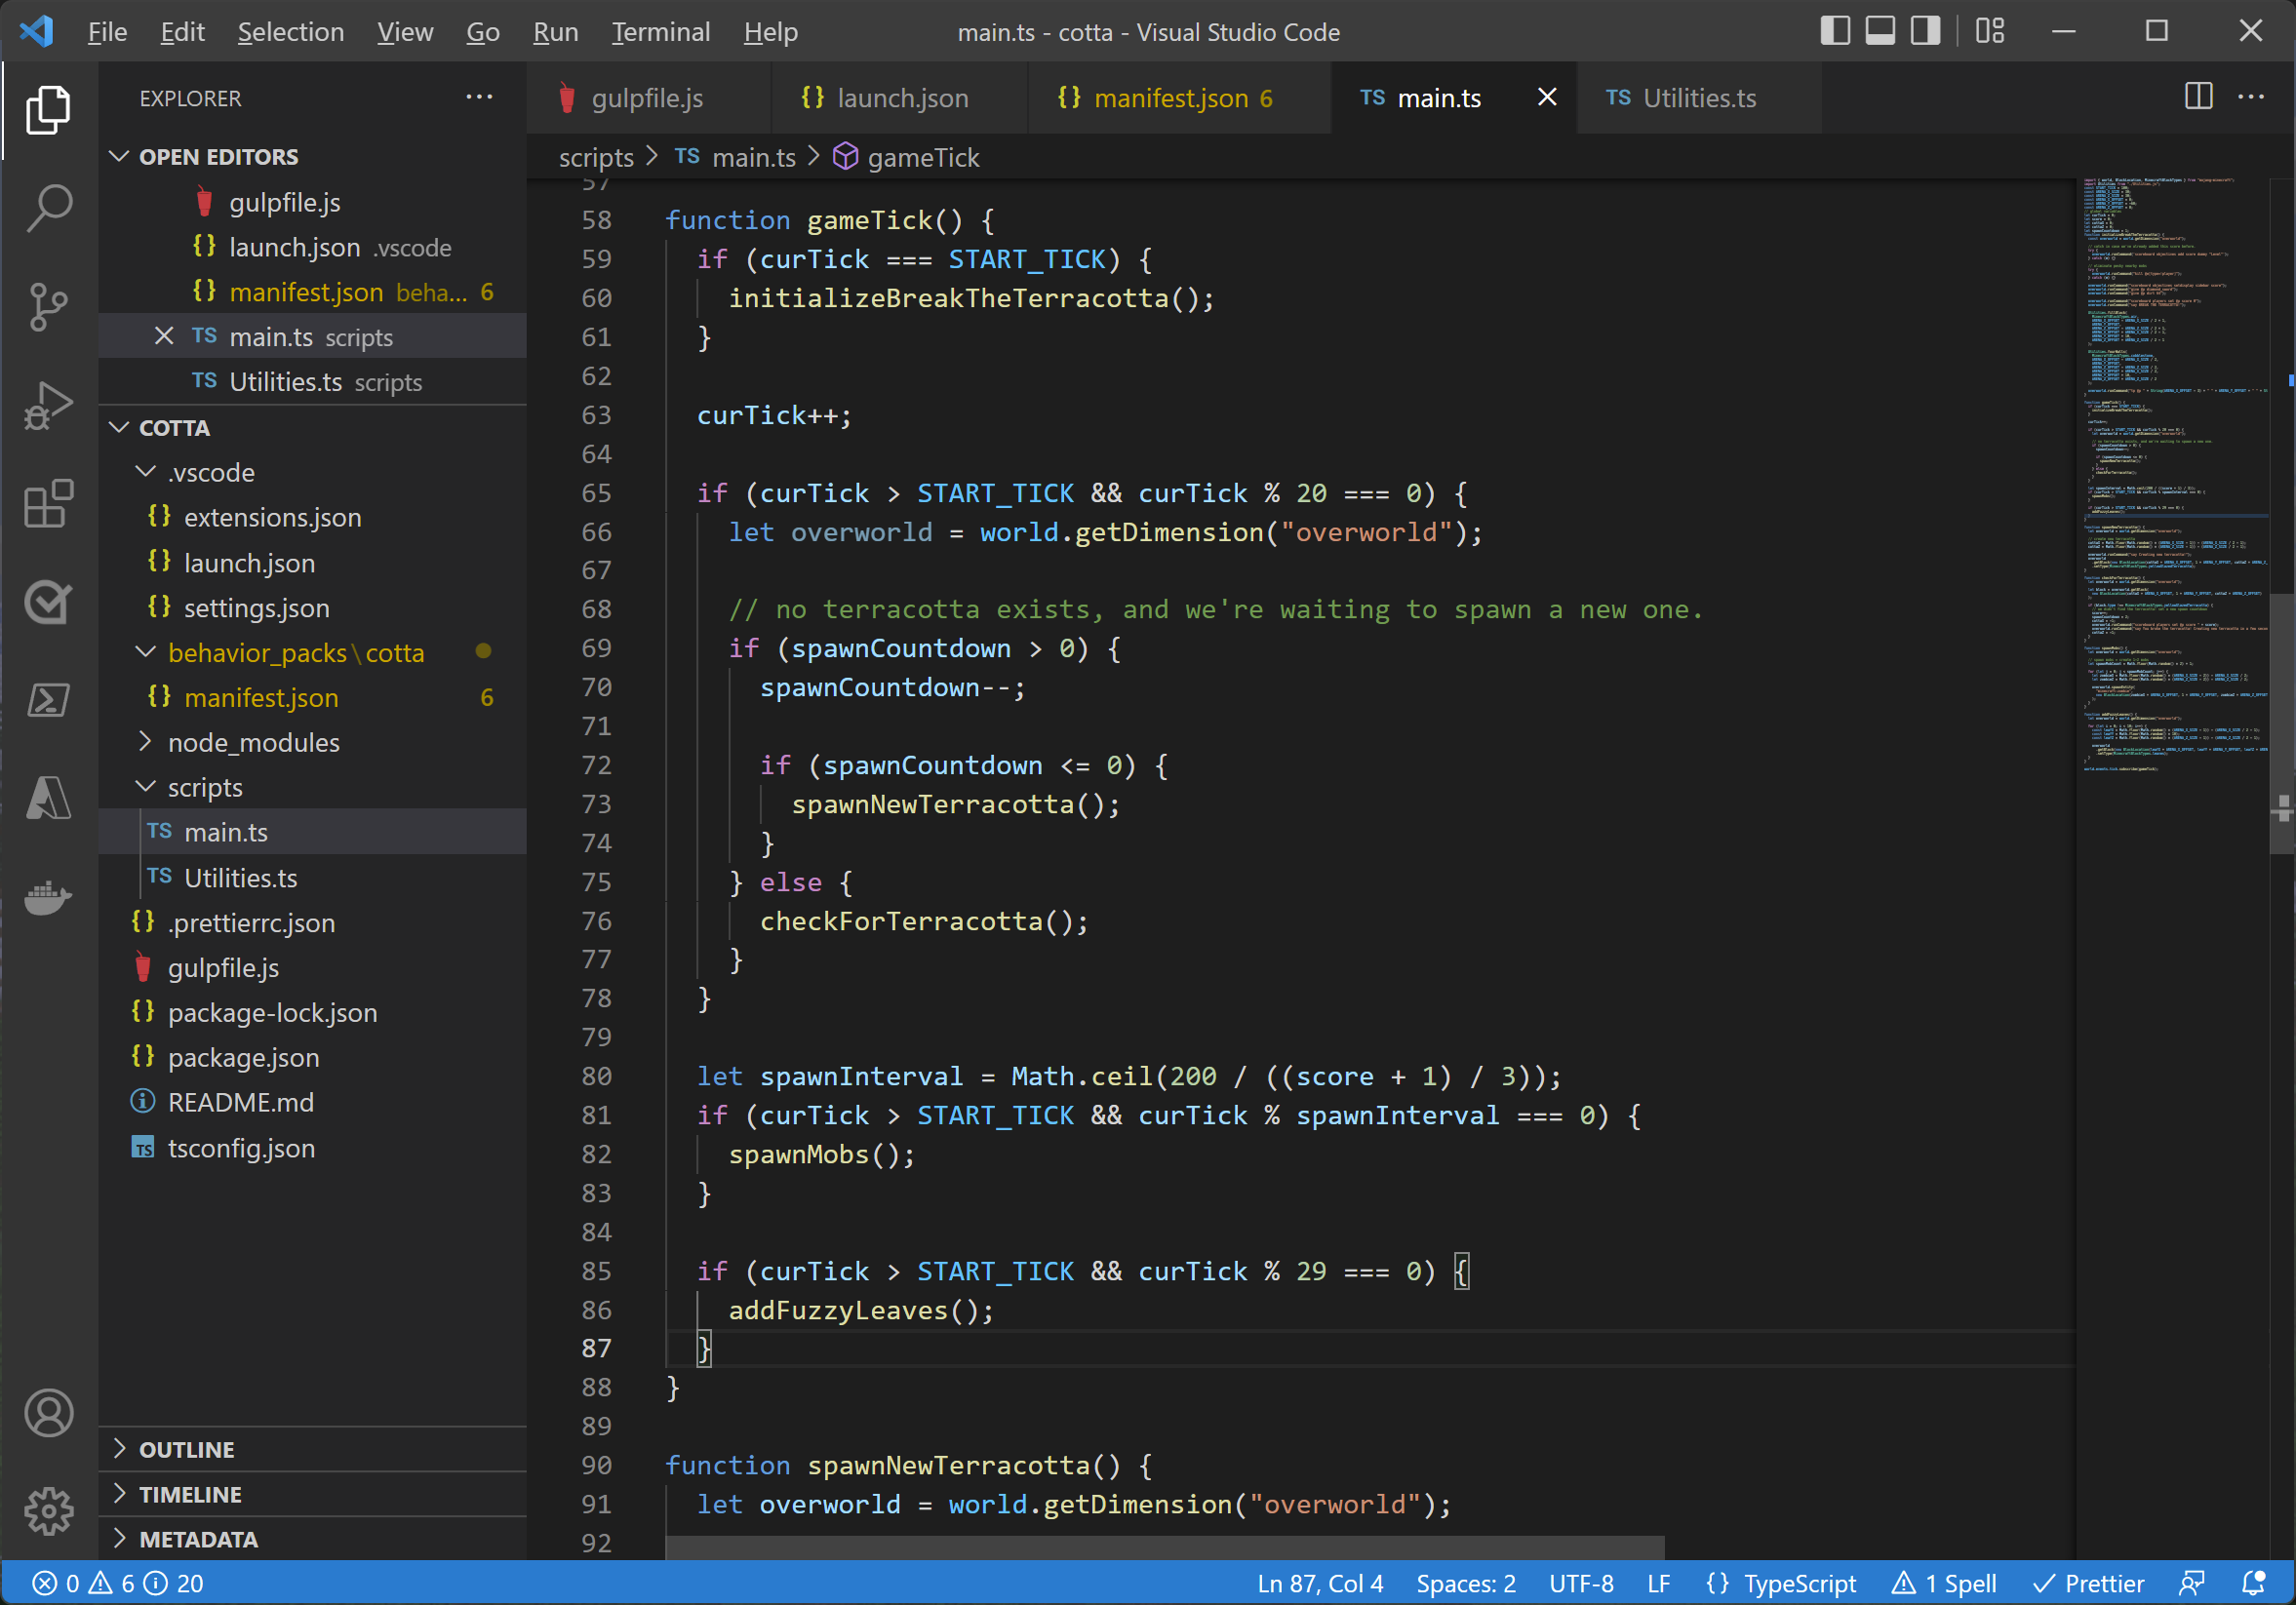 File Edit Selection View Go Run Terminal Help main.ts - cotta - Visual Studio Code
EXPLORER
OPEN EDITORS
gulpfile.js
launch.json .vscode
manifest.json beha... 6
main.ts scripts
Utilities.ts scripts
COTTA
.vscode
extensions.json
launch.json
settings.json
behavior_packs\cotta
manifest.json 6
node_modules
scripts
TS main.ts
TS Utilities.ts
.prettierrc.json
gulpfile.js
package-lock.json
package.json
README.md
tsconfig.json
OUTLINE
TIMELINE
METADATA
gulpfile.js launch.json manifest.json 6 TS main.ts TS Utilities.ts
scripts > TS main.ts > gameTick
57
58 function gameTick() {
59 if (curTick === START_TICK) {
60 initializeBreakTheTerracotta();
61 }
62
63 curTick++;
64
65 if (curTick > START_TICK && curTick % 20 === 0) {
66 let overworld = world.getDimension("overworld");
67
68 // no terracotta exists, and we're waiting to spawn a new one.
69 if (spawnCountdown > 0) {
70 spawnCountdown--;
71
72 if (spawnCountdown <= 0) {
73 spawnNewTerracotta();
74 }
75 } else {
76 checkForTerracotta();
77 }
78 }
79
80 let spawnInterval = Math.ceil(200 / ((score + 1) / 3));
81 if (curTick > START_TICK && curTick % spawnInterval === 0) {
82 spawnMobs();
83 }
84
85 if (curTick > START_TICK && curTick % 29 === 0) {
86 addFuzzyLeaves();
87 }
88 }
89
90 function spawnNewTerracotta() {
91 let overworld = world.getDimension("overworld");
92
0 6 20 Ln 87, Col 4 Spaces: 2 UTF-8 LF {} TypeScript 1 Spell Prettier